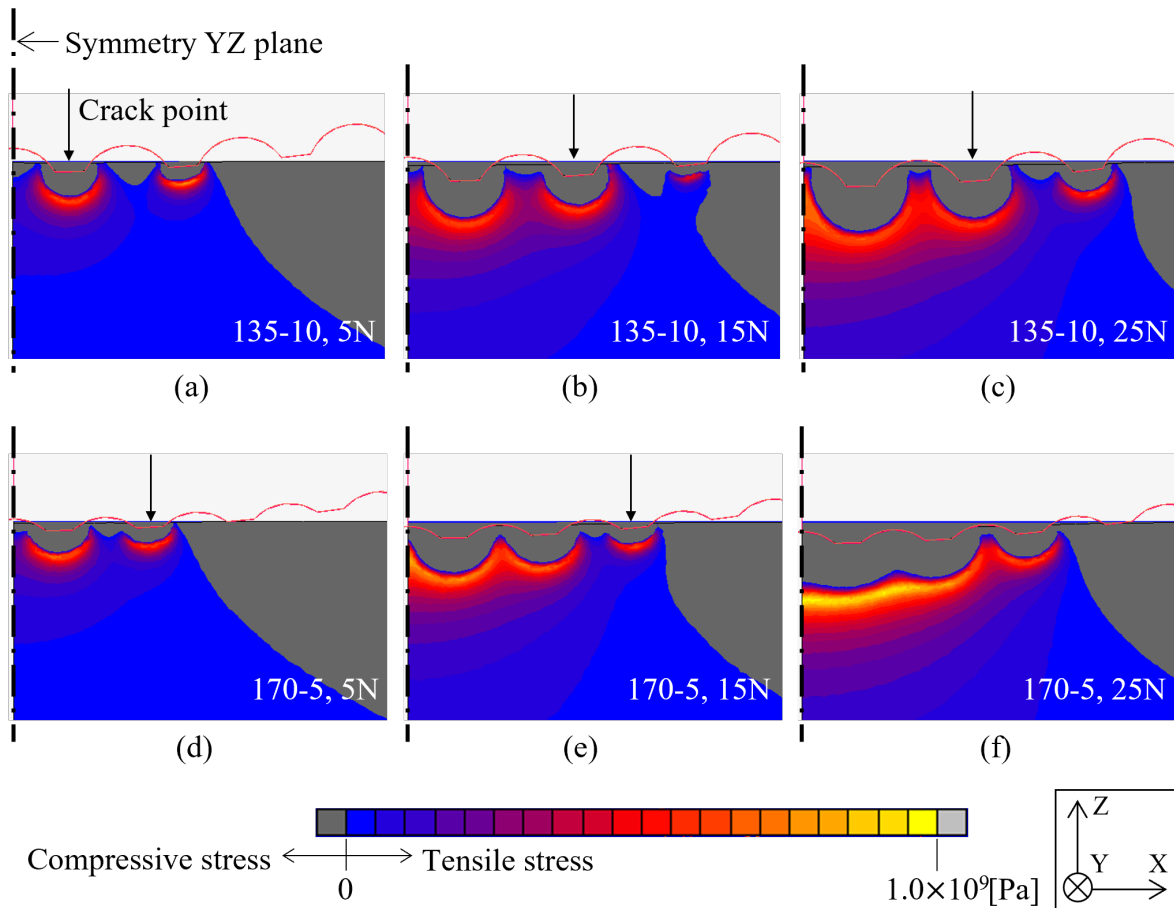 Symmetry YZ plane
Crack point
135-10, 5N
135-10, 15N
135-10, 25N
(a)
(b)
(c)
170-5, 5N
170-5, 15N
170-5, 25N
(d)
(e)
(f)
Compressive stress
Tensile stress
0
1.0×10⁹[Pa]
Z
Y
X